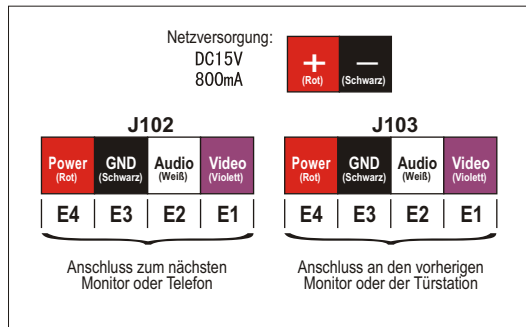 Netzversorgung:
DC15V
800mA
+ —
(Rot) (Schwarz)
J102
Power GND Audio Video
(Rot) (Schwarz) (Weiß) (Violett)
E4 E3 E2 E1
Anschluss zum nächsten
Monitor oder Telefon
J103
Power GND Audio Video
(Rot) (Schwarz) (Weiß) (Violett)
E4 E3 E2 E1
Anschluss an den vorherigen
Monitor oder der Türstation